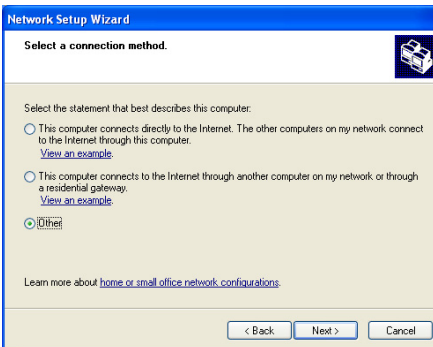 Network Setup Wizard
Select a connection method.
Select the statement that best describes this computer:
This computer connects directly to the Internet. The other computers on my network connect
to the Internet through this computer.
View an example.
This computer connects to the Internet through another computer on my network or through
a residential gateway.
View an example.
Other
Learn more about home or small office network configurations.
< Back Next > Cancel